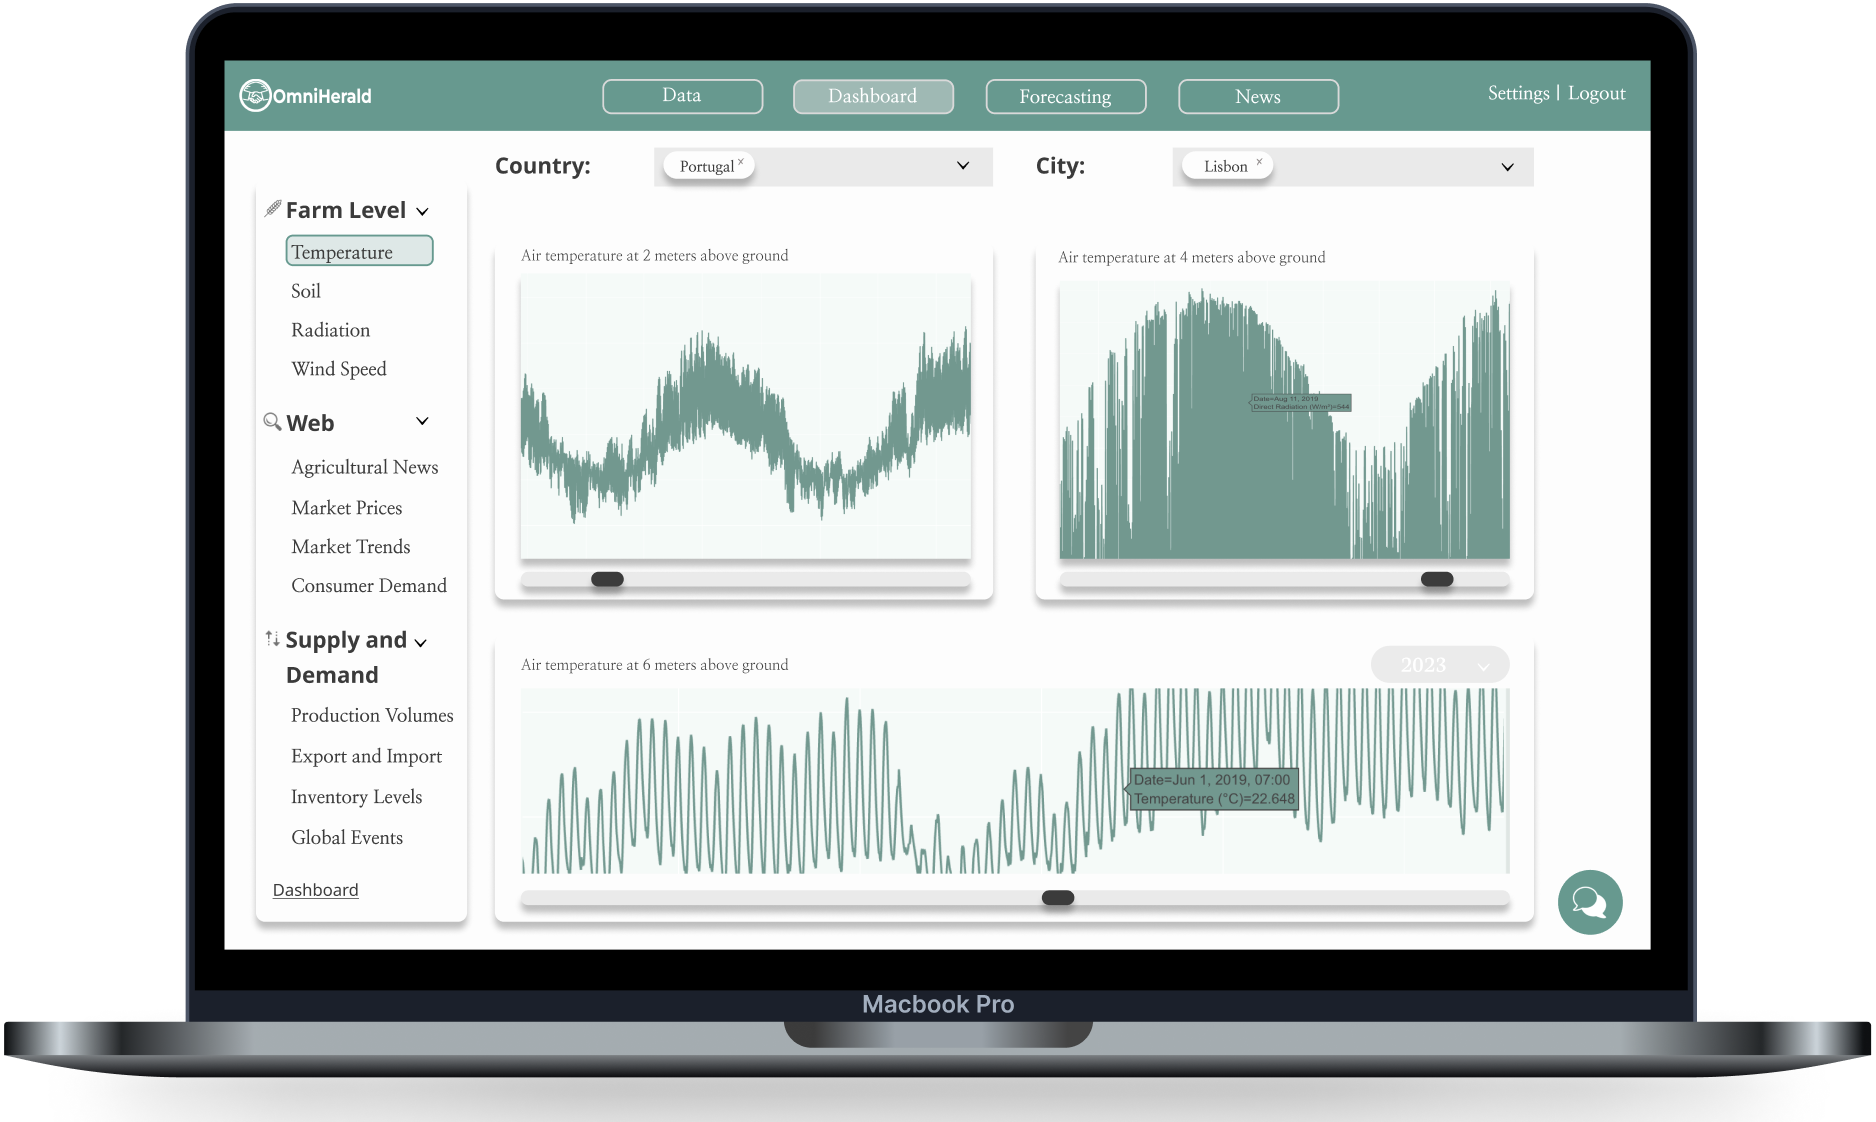 OmniHerald
Data
Dashboard
Forecasting
News
Settings | Logout
Country:
Portugal x
City:
Lisbon x
Farm Level
Temperature
Soil
Radiation
Wind Speed
Web
Agricultural News
Market Prices
Market Trends
Consumer Demand
Supply and
Demand
Production Volumes
Export and Import
Inventory Levels
Global Events
Dashboard
Air temperature at 2 meters above ground
Air temperature at 4 meters above ground
Date=Aug 11, 2019
Direct Radiation (W/m²)=544
Air temperature at 6 meters above ground
2023
Date=Jun 1, 2019, 07:00
Temperature (°C)=22.648
Macbook Pro